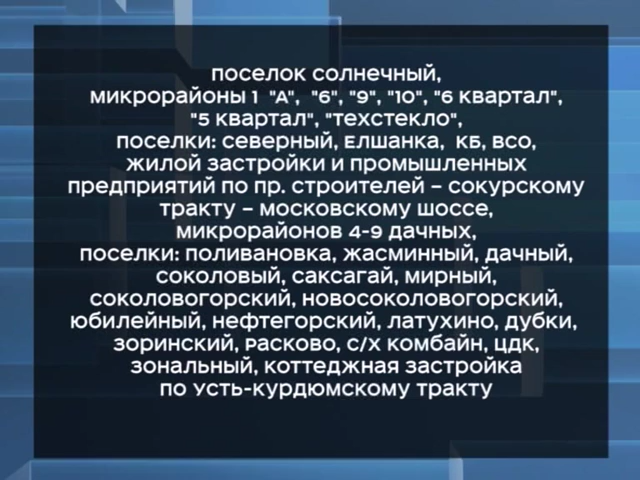 поселок солнечный,
микрорайоны 1 "А", "6", "9", "10", "6 квартал",
"5 квартал", "техстекло",
поселки: северный, Елшанка, КБ, ВСО,
жилой застройки и промышленных
предприятий по пр. строителей – сокурскому
тракту – московскому шоссе,
микрорайонов 4-9 дачных,
поселки: поливановка, жасминный, дачный,
соколовый, саксагай, мирный,
соколовогорский, новосоколовогорский,
юбилейный, нефтегорский, латухино, дубки,
зоринский, Расково, с/х комбайн, цдк,
зональный, коттеджная застройка
по Усть-курдюмскому тракту